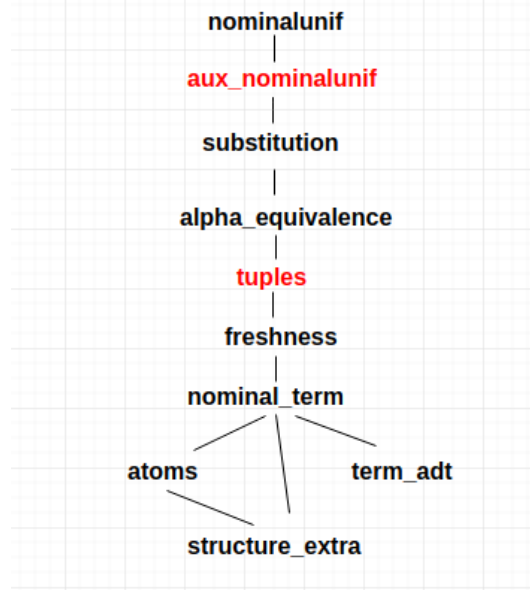 nominalunif
aux_nominalunif
substitution
alpha_equivalence
tuples
freshness
nominal_term
atoms
term_adt
structure_extra